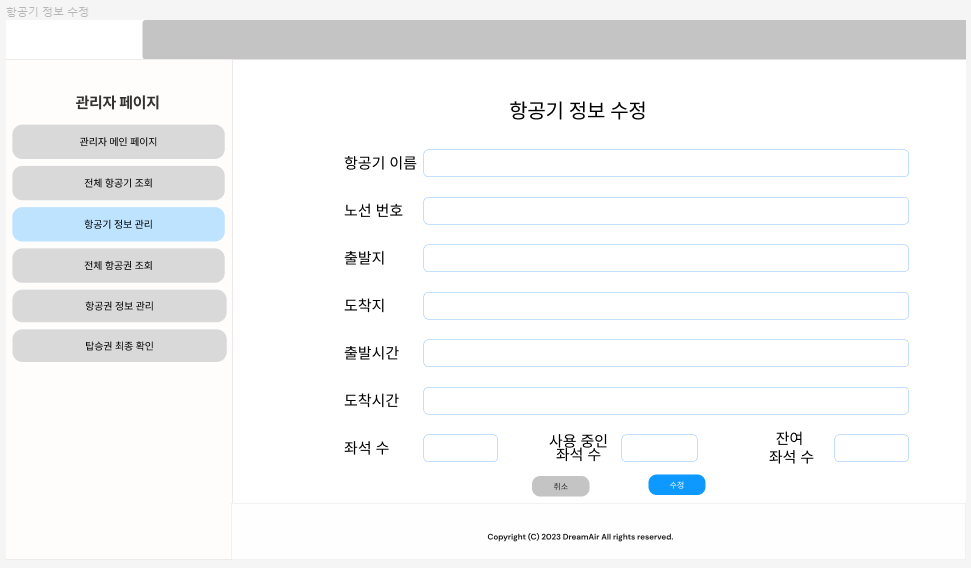 항공기 정보 수정
관리자 페이지
관리자 메인 페이지
전체 항공기 조회
항공기 정보 관리
전체 항공권 조회
항공권 정보 관리
탑승권 최종 확인
항공기 정보 수정
항공기 이름
노선 번호
출발지
도착지
출발시간
도착시간
좌석 수
사용 중인
좌석 수
잔여
좌석 수
취소
수정
Copyright (C) 2023 DreamAir All rights reserved.